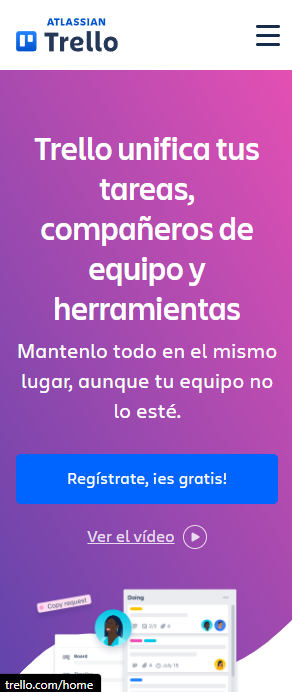 ATLASSIAN
Trello
Trello unifica tus
tareas,
compañeros de
equipo y
herramientas
Mantenlo todo en el mismo
lugar, aunque tu equipo no
lo esté.
Regístrate, ¡es gratis!
Ver el vídeo
Copy request
Doing
2/3
4
Board
4
July 15
trello.com/home